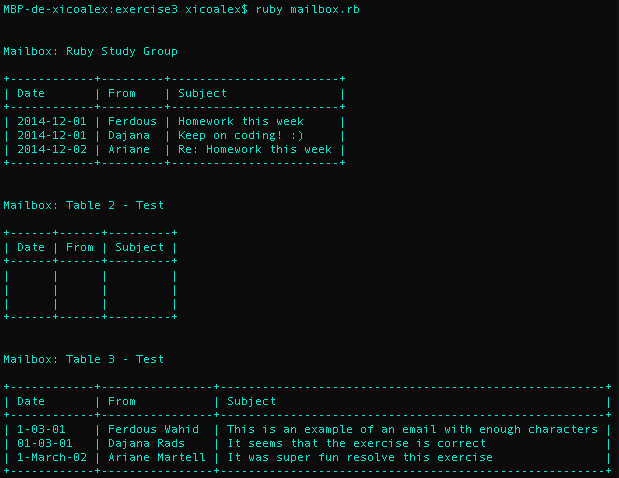 MBP-de-xicoalex:exercise3 xicoalex$ ruby mailbox.rb
Mailbox: Ruby Study Group
+------------+---------+------------------------+
| Date       | From    | Subject                |
+------------+---------+------------------------+
| 2014-12-01 | Ferdous | Homework this week     |
| 2014-12-01 | Dajana  | Keep on coding! :)     |
| 2014-12-02 | Ariane  | Re: Homework this week |
+------------+---------+------------------------+
Mailbox: Table 2 - Test
+------+------+---------+
| Date | From | Subject |
+------+------+---------+
|      |      |         |
|      |      |         |
|      |      |         |
+------+------+---------+
Mailbox: Table 3 - Test
+------------+----------------+-------------------------------------------------------+
| Date       | From           | Subject                                               |
+------------+----------------+-------------------------------------------------------+
| 1-03-01    | Ferdous Wahid  | This is an example of an email with enough characters |
| 01-03-01   | Dajana Rads    | It seems that the exercise is correct                 |
| 1-March-02 | Ariane Martell | It was super fun resolve this exercise                |
+------------+----------------+-------------------------------------------------------+